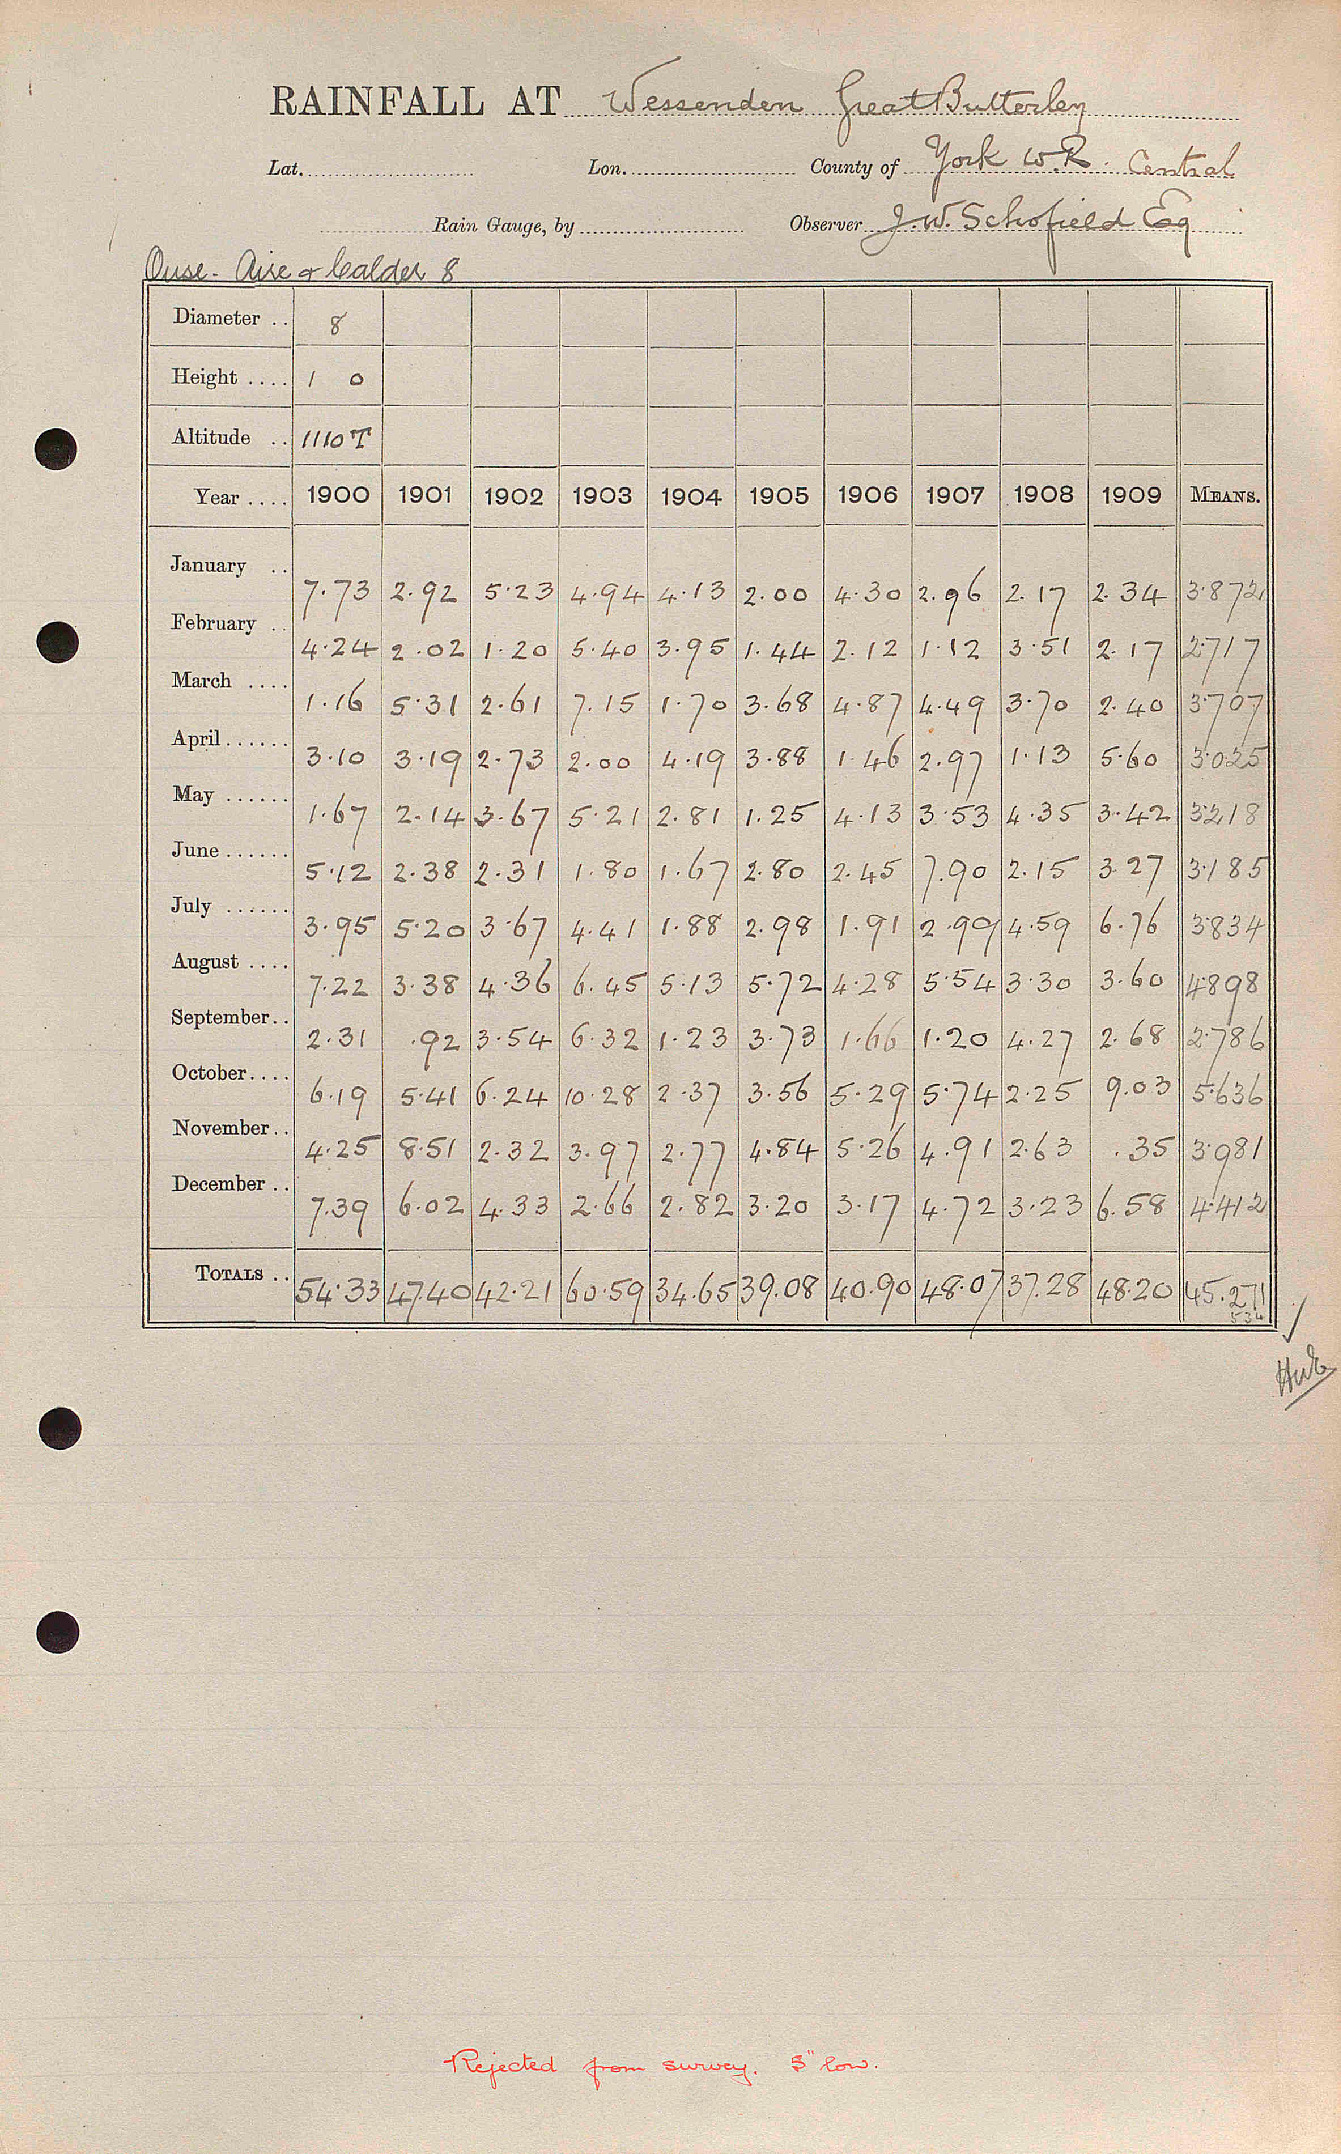 RAINFALL AT Wessenden Great Butterley
Lat. Lon. County of York W.R. Central
Rain Gauge, by Observer J.W. Schofield Esq
Ouse - Aire & Calder 8
Diameter .. 8
Height .... 1 0
Altitude .. 1110 T
Year .... 1900 1901 1902 1903 1904 1905 1906 1907 1908 1909 MEANS.
January .. 7.73 2.92 5.23 4.94 4.13 2.00 4.30 2.96 2.17 2.34 3.872
February .. 4.24 2.02 1.20 5.40 3.95 1.44 2.12 1.12 3.51 2.17 2.717
March .... 1.16 5.31 2.61 7.15 1.70 3.68 4.87 4.49 3.70 2.40 3.707
April ...... 3.10 3.19 2.73 2.00 4.19 3.88 1.46 2.97 1.13 5.60 3.025
May ...... 1.67 2.14 3.67 5.21 2.81 1.25 4.13 3.53 4.35 3.42 3.218
June ...... 5.12 2.38 2.31 1.80 1.67 2.80 2.45 7.90 2.15 3.27 3.185
July ...... 3.95 5.20 3.67 4.41 1.88 2.98 1.91 2.99 4.59 6.76 3.834
August .... 7.22 3.38 4.36 6.45 5.13 5.72 4.28 5.54 3.30 3.60 4.898
September .. 2.31 .92 3.54 6.32 1.23 3.73 1.66 1.20 4.27 2.68 2.786
October .... 6.19 5.41 6.24 10.28 2.37 3.56 5.29 5.74 2.25 9.03 5.636
November .. 4.25 8.51 2.32 3.97 2.77 4.84 5.26 4.91 2.63 .35 3.981
December .. 7.39 6.02 4.33 2.66 2.82 3.20 3.17 4.72 3.23 6.58 4.412
TOTALS .. 54.33 47.40 42.21 60.59 34.65 39.08 40.90 48.07 37.28 48.20 45.271
534
Rejected from survey. 5" low.